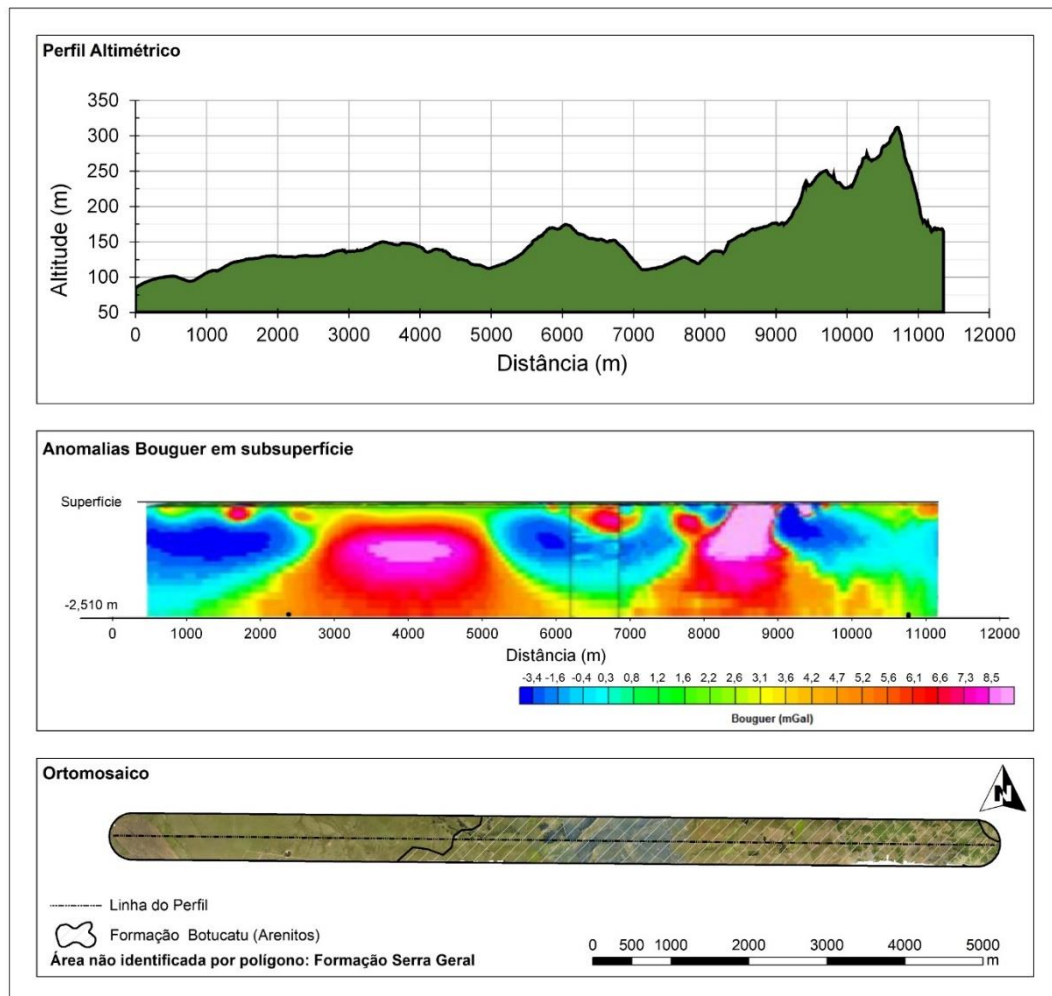 Perfil Altimétrico
Altitude (m)
350
300
250
200
150
100
50
0 1000 2000 3000 4000 5000 6000 7000 8000 9000 10000 11000 12000
Distância (m)
Anomalias Bouguer em subsuperfície
Superfície
-2,510 m
0 1000 2000 3000 4000 5000 6000 7000 8000 9000 10000 11000 12000
Distância (m)
-3,4 -1,6 -0,4 0,3 0,8 1,2 1,6 2,2 2,6 3,1 3,6 4,2 4,7 5,2 5,6 6,1 6,6 7,3 8,5
Bouguer (mGal)
Ortomosaico
N
Linha do Perfil
Formação Botucatu (Arenitos)
Área não identificada por polígono: Formação Serra Geral
0 500 1000 2000 3000 4000 5000
m